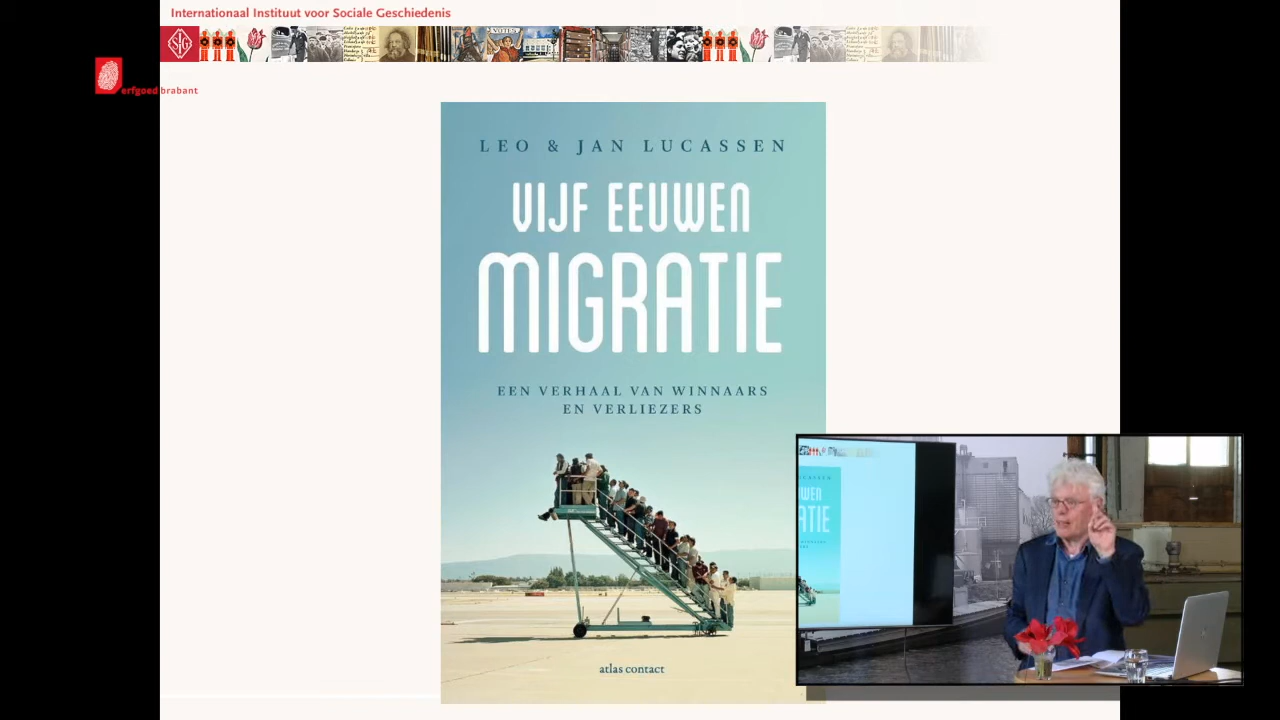 Internationaal Instituut voor Sociale Geschiedenis
VOTES
erfgoed brabant
LEO & JAN LUCASSEN
VIJF EEUWEN
MIGRATIE
EEN VERHAAL VAN WINNAARS
EN VERLIEZERS
atlas contact